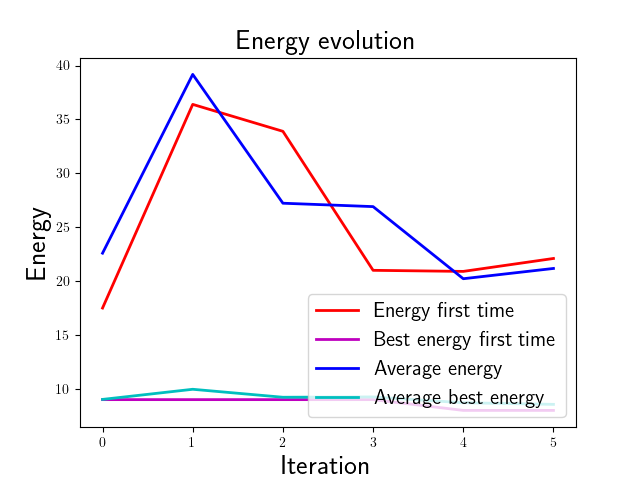 Energy evolution
Energy
40
35
30
25
20
15
10
0 1 2 3 4 5
Iteration
Energy first time
Best energy first time
Average energy
Average best energy